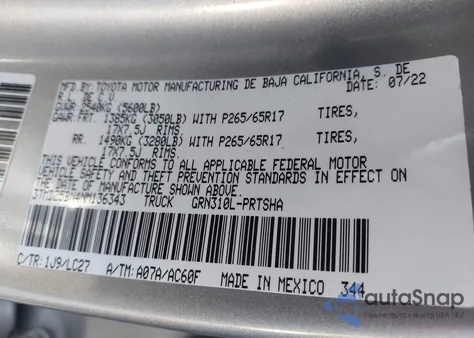 MFD.BY: TOYOTA MOTOR MANUFACTURING DE BAJA CALIFORNIA, S. DE
DATE: 07/22
GVWR 2540KG (5600LB)
GAWR FRT. 1385KG (3050LB) WITH P265/65R17 TIRES,
17X7.5J RIMS,
RR. 1490KG (3280LB) WITH P265/65R17 TIRES,
17X7.5J RIMS,
THIS VEHICLE CONFORMS TO ALL APPLICABLE FEDERAL MOTOR
VEHICLE SAFETY AND THEFT PREVENTION STANDARDS IN EFFECT ON
THE DATE OF MANUFACTURE SHOWN ABOVE.
TRUCK GRN310L-PRTSHA
C/TR: 1J9/LC27 A/TM: A07A/AC60F MADE IN MEXICO 344
autoSnap